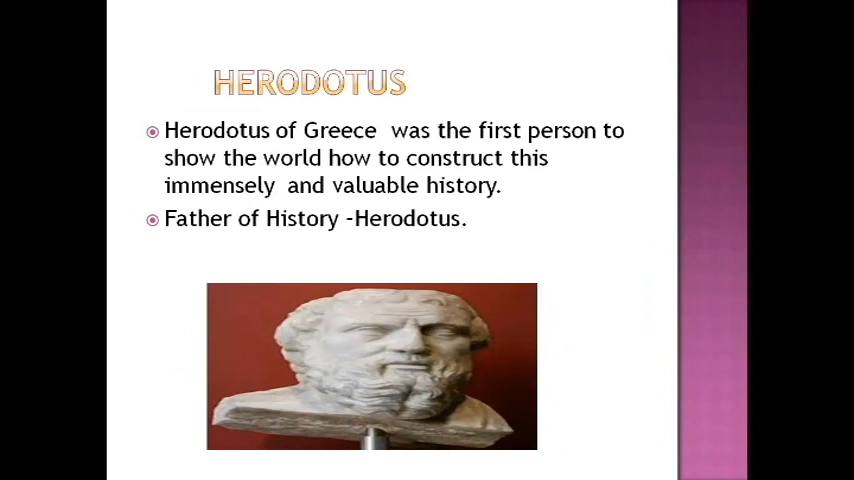 HERODOTUS
Herodotus of Greece was the first person to
show the world how to construct this
immensely and valuable history.
Father of History -Herodotus.